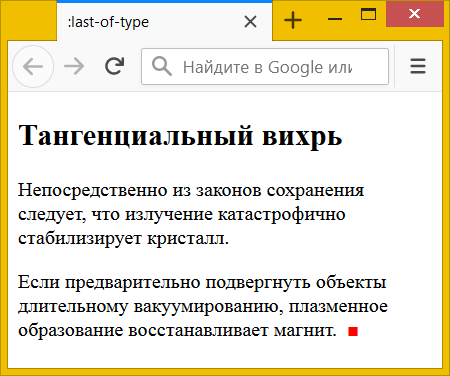 :last-of-type
Найдите в Google или
Тангенциальный вихрь
Непосредственно из законов сохранения
следует, что излучение катастрофично
стабилизирует кристалл.
Если предварительно подвергнуть объекты
длительному вакуумированию, плазменное
образование восстанавливает магнит.